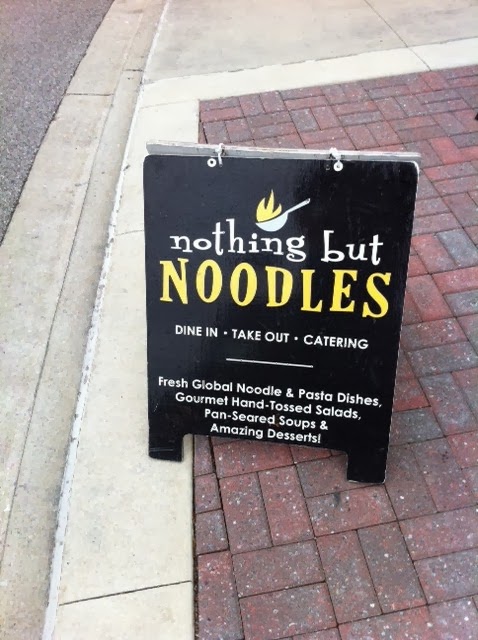 nothing but
NOODLES
DINE IN • TAKE OUT • CATERING
Fresh Global Noodle & Pasta Dishes,
Gourmet Hand-Tossed Salads,
Pan-Seared Soups &
Amazing Desserts!